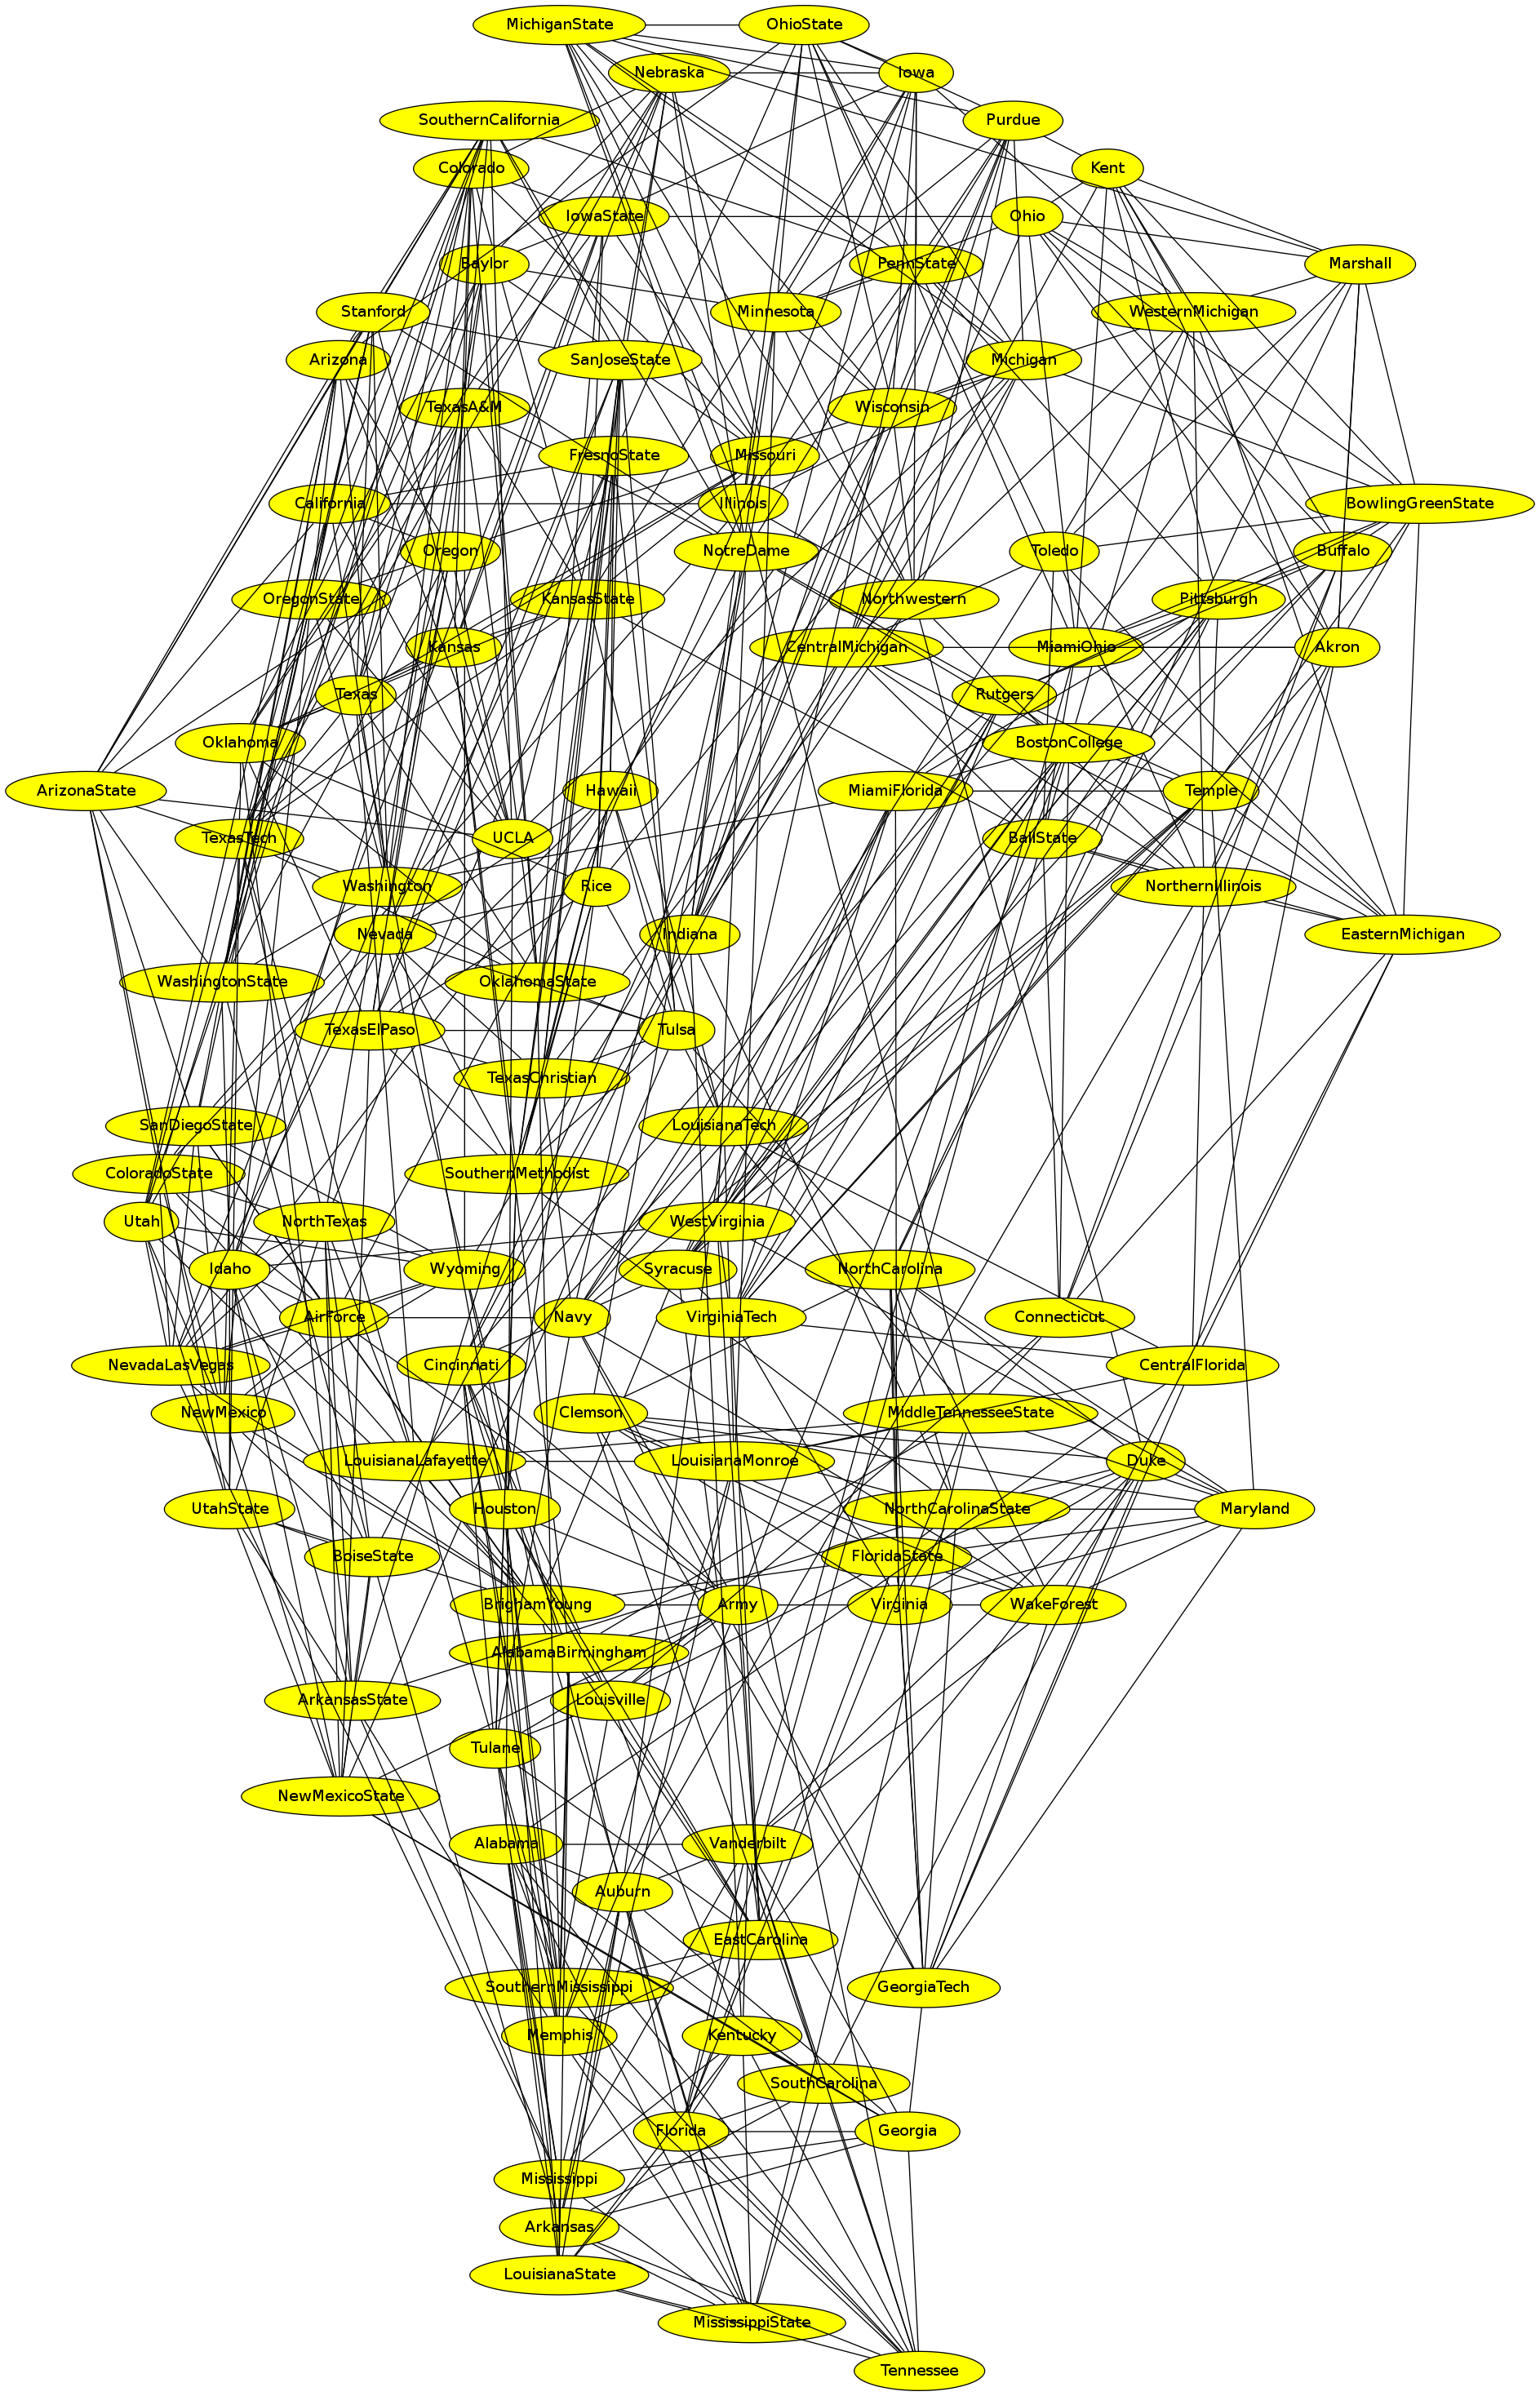 MichiganState
OhioState
Nebraska
Iowa
SouthernCalifornia
Purdue
Colorado
Kent
IowaState
Ohio
Baylor
PennState
Marshall
Stanford
Minnesota
WesternMichigan
Arizona
SanJoseState
Michigan
TexasA&M
Wisconsin
FresnoState
Missouri
California
Illinois
BowlingGreenState
Oregon
NotreDame
Toledo
Buffalo
OregonState
KansasState
Northwestern
Pittsburgh
Kansas
CentralMichigan
MiamiOhio
Akron
Texas
Rutgers
Oklahoma
BostonCollege
ArizonaState
Hawaii
MiamiFlorida
Temple
TexasTech
UCLA
BallState
Washington
Rice
NorthernIllinois
Nevada
Indiana
EasternMichigan
WashingtonState
OklahomaState
TexasElPaso
Tulsa
TexasChristian
SanDiegoState
LouisianaTech
ColoradoState
SouthernMethodist
Utah
NorthTexas
WestVirginia
Idaho
Wyoming
Syracuse
NorthCarolina
AirForce
Navy
VirginiaTech
Connecticut
NevadaLasVegas
Cincinnati
CentralFlorida
NewMexico
Clemson
MiddleTennesseeState
LouisianaLafayette
LouisianaMonroe
Duke
UtahState
Houston
NorthCarolinaState
Maryland
BoiseState
FloridaState
BrighamYoung
Army
Virginia
WakeForest
AlabamaBirmingham
ArkansasState
Louisville
Tulane
NewMexicoState
Alabama
Vanderbilt
Auburn
EastCarolina
SouthernMississippi
GeorgiaTech
Memphis
Kentucky
SouthCarolina
Florida
Georgia
Mississippi
Arkansas
LouisianaState
MississippiState
Tennessee